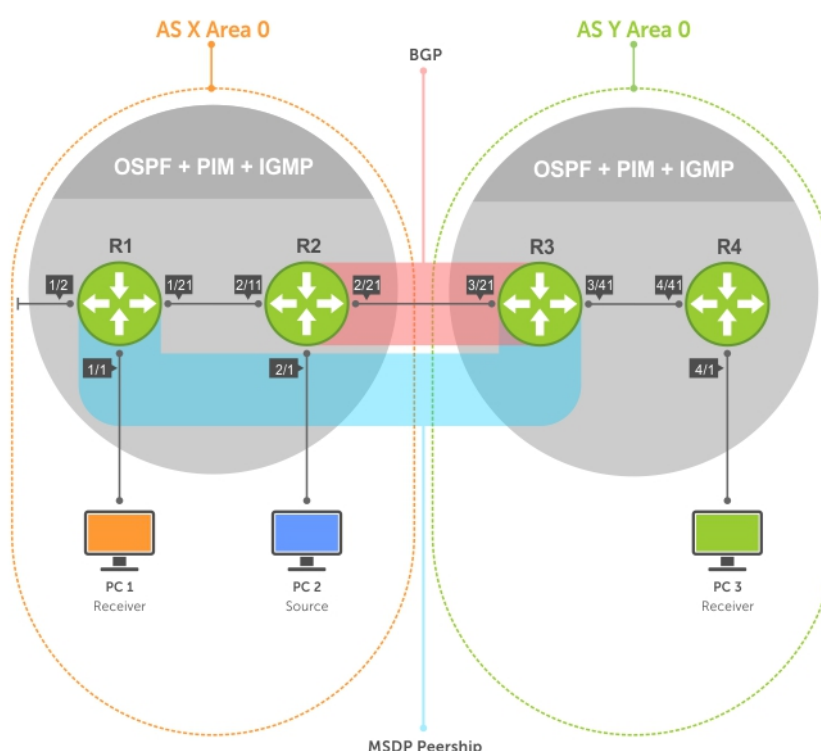 AS X Area 0
AS Y Area 0
BGP
OSPF + PIM + IGMP
OSPF + PIM + IGMP
R1
R2
R3
R4
1/2
1/21
2/11
2/21
3/21
3/41
4/41
1/1
2/1
4/1
PC 1
Receiver
PC 2
Source
PC 3
Receiver
MSDP Peership